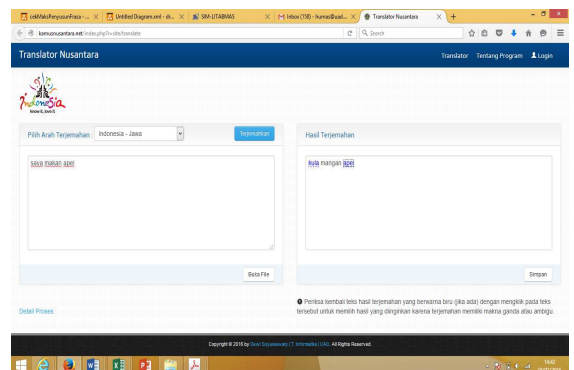 cekMaksPenyusunFrasa - ...
Untitled Diagram.xml - dr...
SIM-LITABMAS
Inbox (158) - humas@uad....
Translator Nusantara
kamusnusantara.net/index.php?r=site/translate
Search
Translator Nusantara
Translator Tentang Program Login
Indonesia
Pilih Arah Terjemahan : Indonesia - Jawa Terjemahkan
Hasil Terjemahan
saya makan apel
kula mangan apel
Buka File
Simpan
Detail Proses :
Periksa kembali teks hasil terjemahan yang berwarna biru (jika ada) dengan mengklik pada teks
tersebut untuk memilih hasil yang diinginkan karena terjemahan memiliki makna ganda atau ambigu.
Copyright © 2016 by Dewi Soyusiawaty | T. Informatika | UAD. All Rights Reserved.
14:42